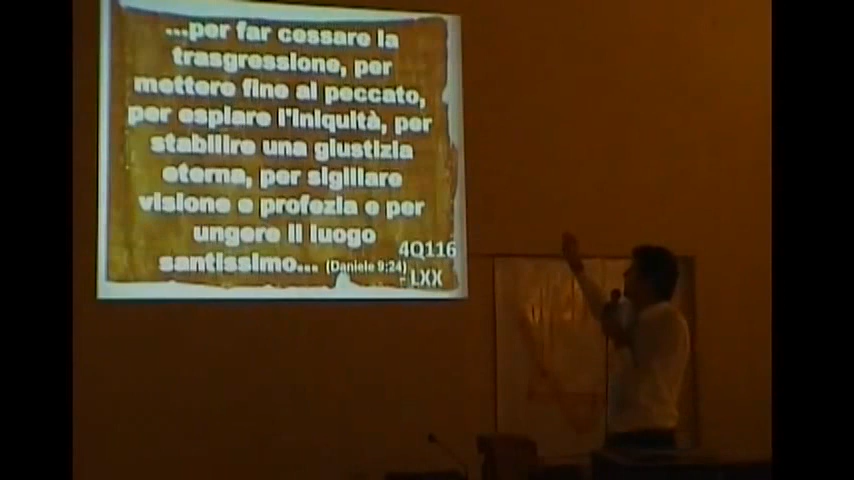 ...per far cessare la
trasgressione, per
mettere fine al peccato,
per espiare l'iniquità, per
stabilire una giustizia
eterna, per sigillare
visione e profezia e per
ungere il luogo
santissimo... (Daniele 9:24)
4Q116
- LXX